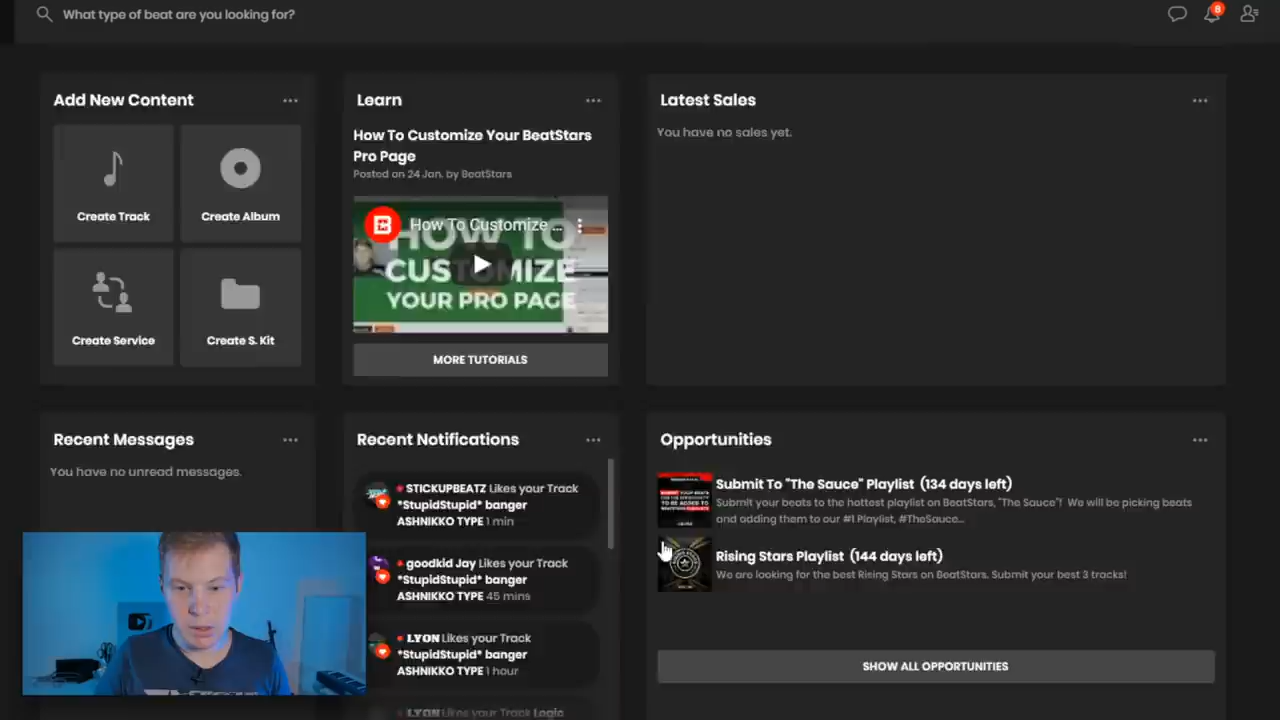 What type of beat are you looking for?
8
Add New Content
Create Track
Create Album
Create Service
Create S. Kit
Learn
How To Customize Your BeatStars
Pro Page
Posted on 24 Jan. by BeatStars
How To Customize ...
HOW TO
CUSTOMIZE
YOUR PRO PAGE
MORE TUTORIALS
Latest Sales
You have no sales yet.
Recent Messages
You have no unread messages.
Recent Notifications
STICKUPBEATZ Likes your Track
*StupidStupid* banger
ASHNIKKO TYPE 1 min
goodkid Jay Likes your Track
*StupidStupid* banger
ASHNIKKO TYPE 45 mins
LYON Likes your Track
*StupidStupid* banger
ASHNIKKO TYPE 1 hour
LYON Likes your Track Logic
Opportunities
Submit To "The Sauce" Playlist (134 days left)
Submit your beats to the hottest playlist on BeatStars, "The Sauce"! We will be picking beats
and adding them to our #1 Playlist, #TheSauce...
Rising Stars Playlist (144 days left)
We are looking for the best Rising Stars on BeatStars. Submit your best 3 tracks!
SHOW ALL OPPORTUNITIES